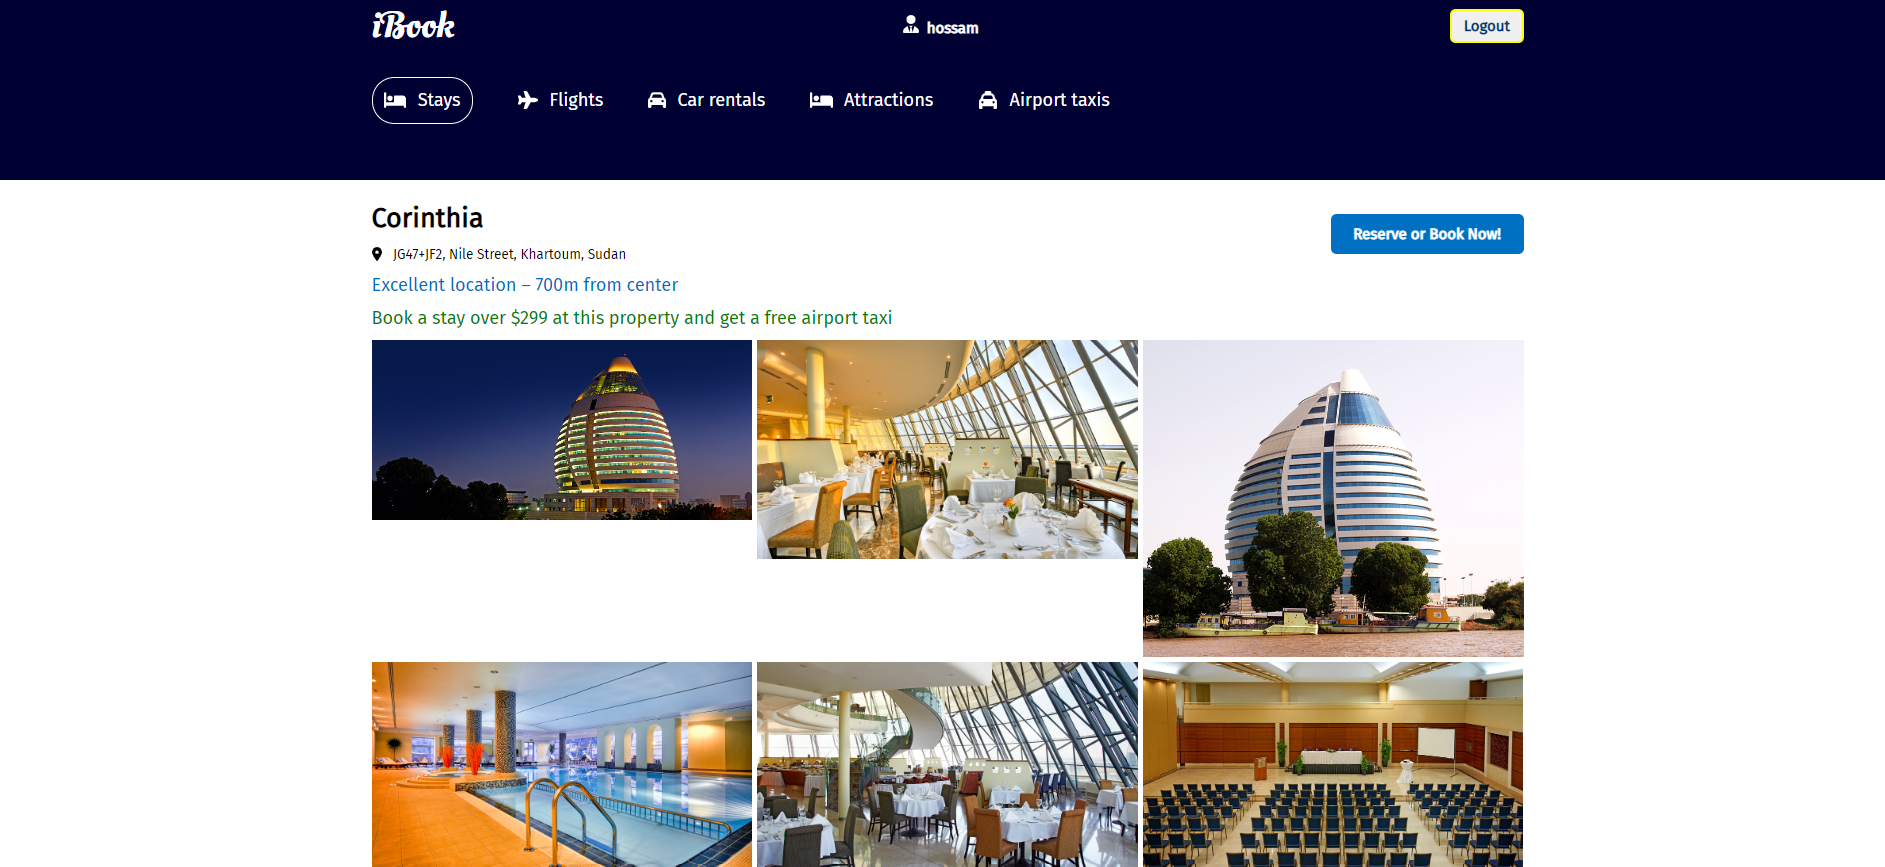 iBook
hossam
Logout
Stays
Flights
Car rentals
Attractions
Airport taxis
Corinthia
Reserve or Book Now!
JG47+JF2, Nile Street, Khartoum, Sudan
Excellent location – 700m from center
Book a stay over $299 at this property and get a free airport taxi